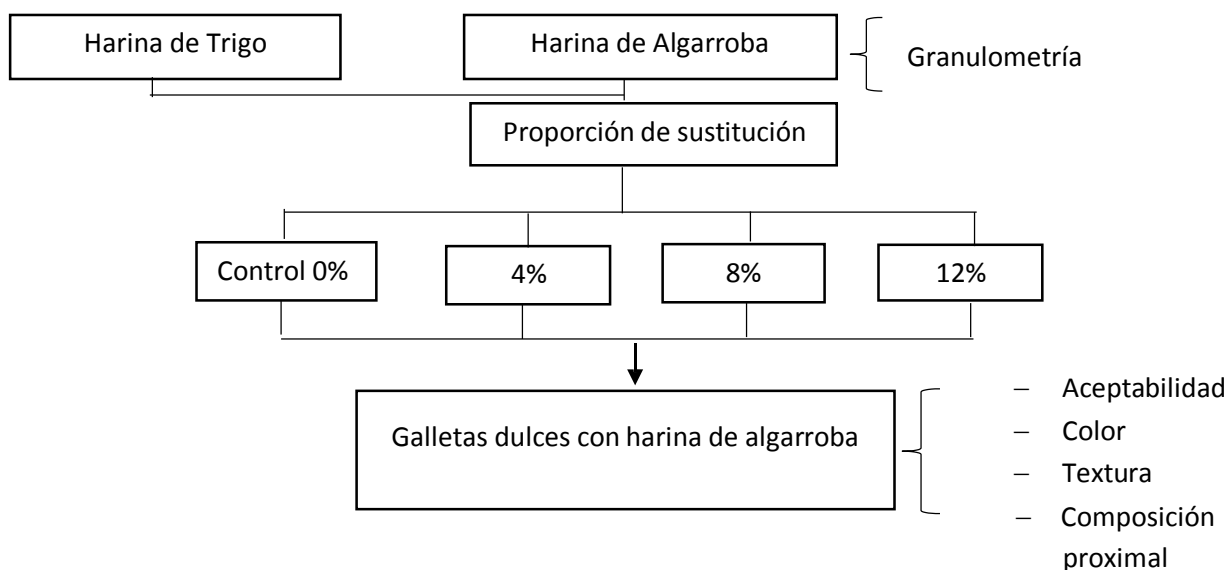 Harina de Trigo
Harina de Algarroba
Granulometría
Proporción de sustitución
Control 0%
4%
8%
12%
Galletas dulces con harina de algarroba
– Aceptabilidad
– Color
– Textura
– Composición
proximal